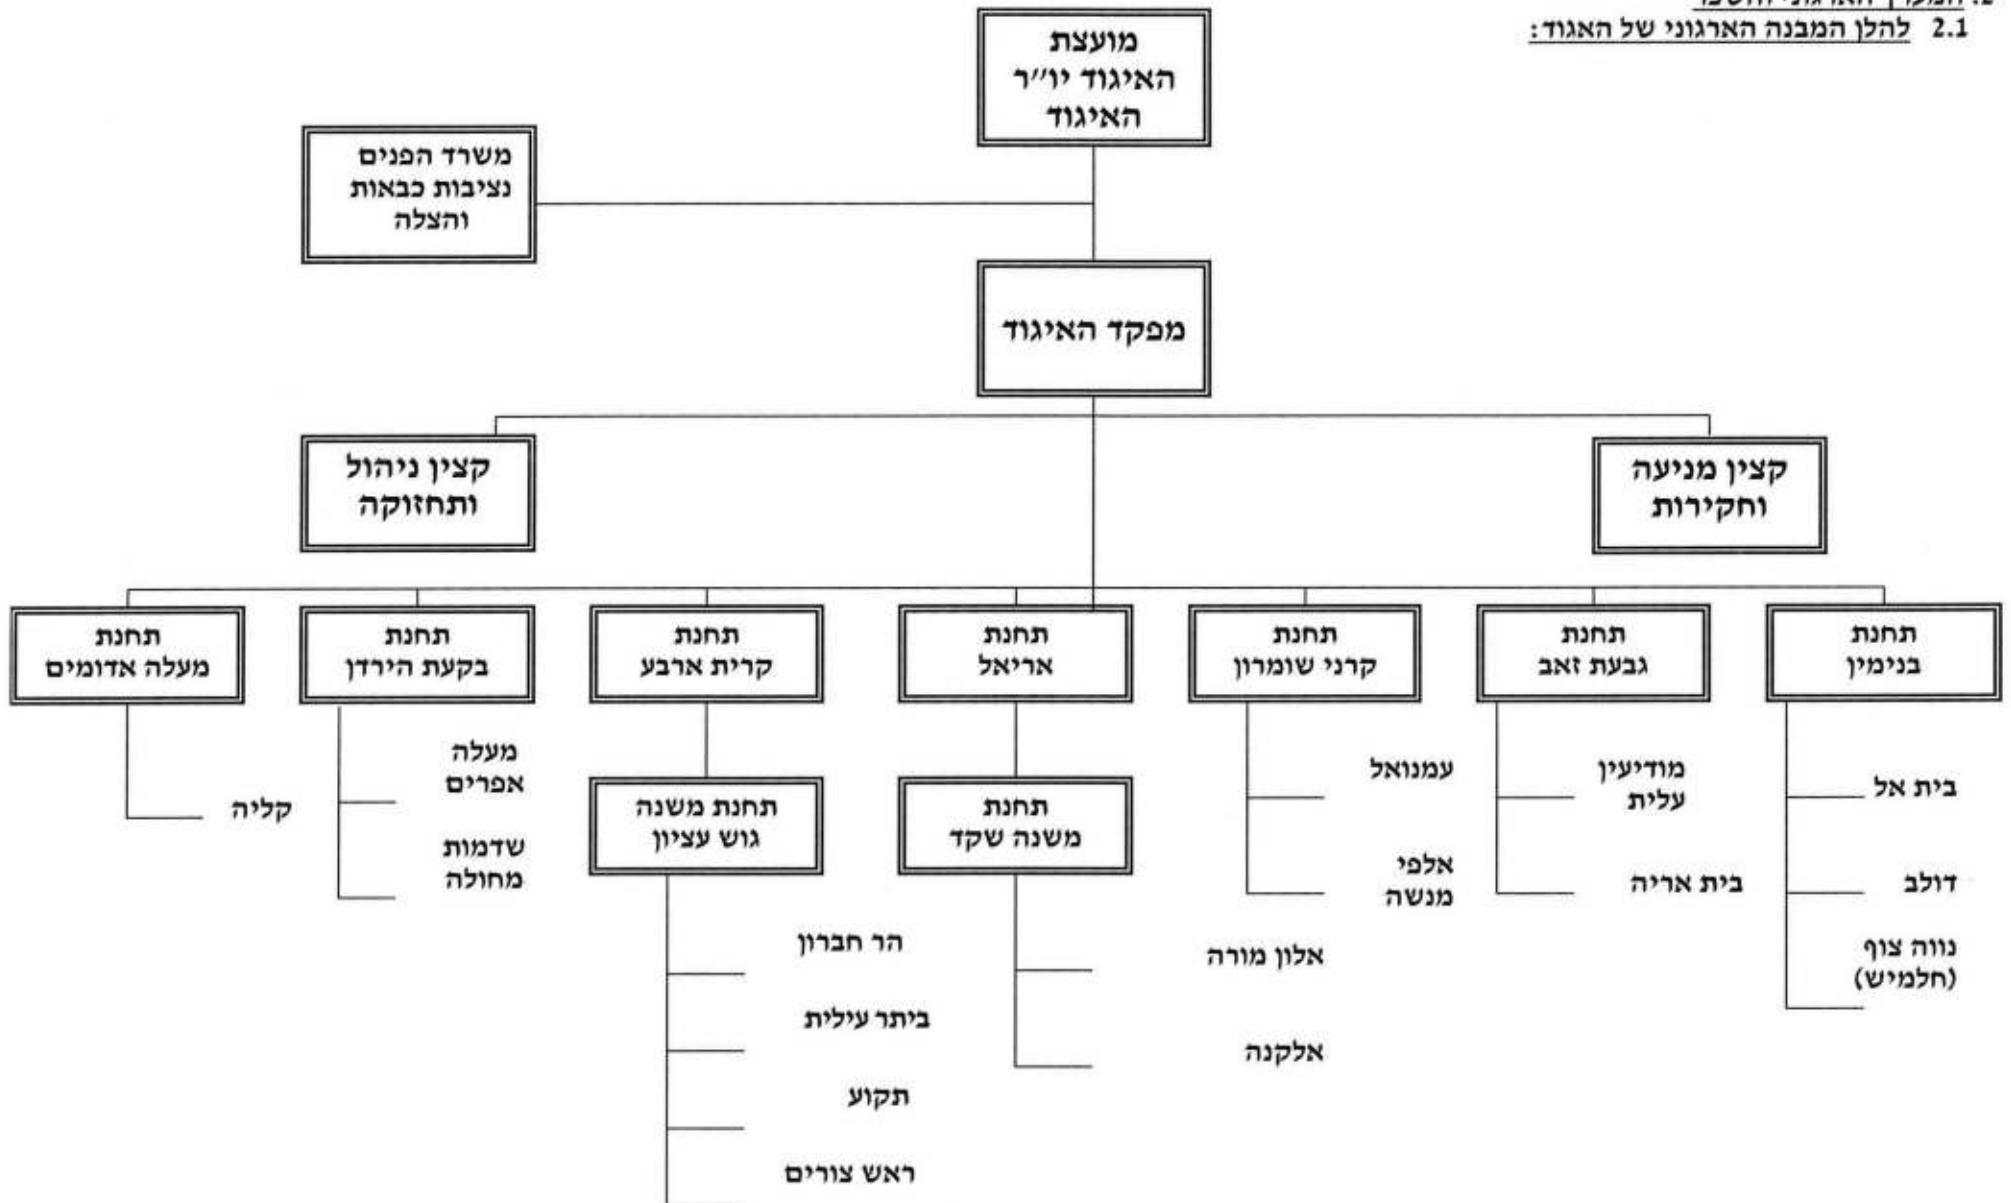 2.1 להלן המבנה הארגוני של האגוד:
מועצת
האיגוד יו"ר
האיגוד
משרד הפנים
נציבות כבאות
והצלה
מפקד האיגוד
קצין מניעה
וחקירות
קצין ניהול
ותחזוקה
תחנת
בנימין
תחנת
גבעת זאב
תחנת
קרני שומרון
תחנת
אריאל
תחנת
קרית ארבע
תחנת
בקעת הירדן
תחנת
מעלה אדומים
בית אל
דולב
נווה צוף
(חלמיש)
מודיעין
עלית
בית אריה
עמנואל
אלפי
מנשה
תחנת
משנה שקד
אלון מורה
אלקנה
תחנת משנה
גוש עציון
הר חברון
ביתר עילית
תקוע
ראש צורים
מעלה
אפרים
שדמות
מחולה
קליה